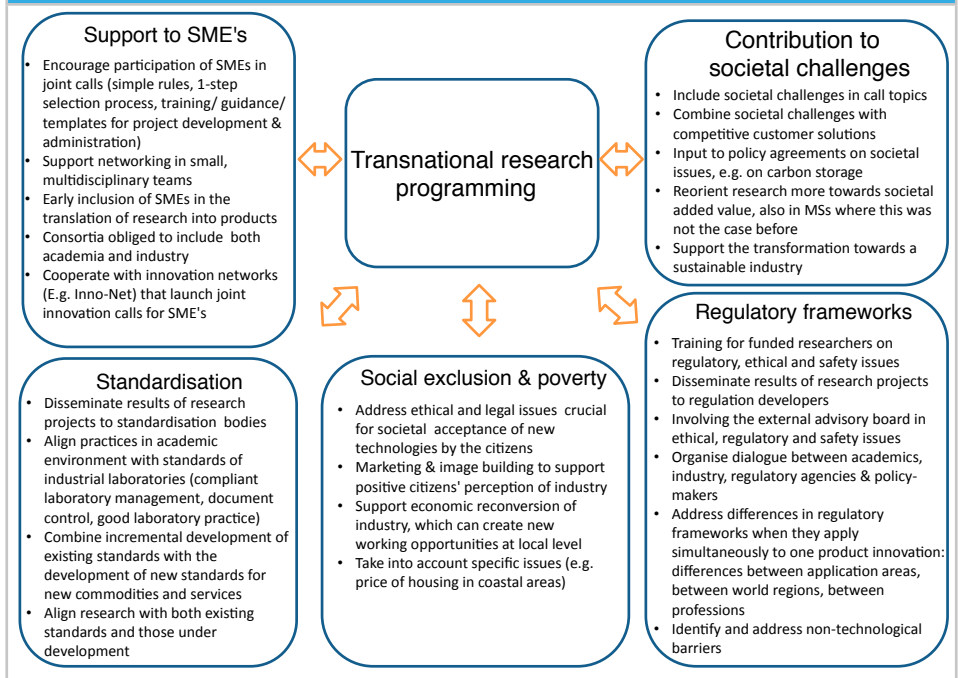 Support to SME's
• Encourage participation of SMEs in
joint calls (simple rules, 1-step
selection process, training/ guidance/
templates for project development &
administration)
• Support networking in small,
multidisciplinary teams
• Early inclusion of SMEs in the
translation of research into products
• Consortia obliged to include both
academia and industry
• Cooperate with innovation networks
(E.g. Inno-Net) that launch joint
innovation calls for SME's
Transnational research
programming
Contribution to
societal challenges
• Include societal challenges in call topics
• Combine societal challenges with
competitive customer solutions
• Input to policy agreements on societal
issues, e.g. on carbon storage
• Reorient research more towards societal
added value, also in MSs where this was
not the case before
• Support the transformation towards a
sustainable industry
Standardisation
• Disseminate results of research
projects to standardisation bodies
• Align practices in academic
environment with standards of
industrial laboratories (compliant
laboratory management, document
control, good laboratory practice)
• Combine incremental development of
existing standards with the
development of new standards for
new commodities and services
• Align research with both existing
standards and those under
development
Social exclusion & poverty
• Address ethical and legal issues crucial
for societal acceptance of new
technologies by the citizens
• Marketing & image building to support
positive citizens' perception of industry
• Support economic reconversion of
industry, which can create new
working opportunities at local level
• Take into account specific issues (e.g.
price of housing in coastal areas)
Regulatory frameworks
• Training for funded researchers on
regulatory, ethical and safety issues
• Disseminate results of research projects
to regulation developers
• Involving the external advisory board in
ethical, regulatory and safety issues
• Organise dialogue between academics,
industry, regulatory agencies & policy-
makers
• Address differences in regulatory
frameworks when they apply
simultaneously to one product innovation:
differences between application areas,
between world regions, between
professions
• Identify and address non-technological
barriers